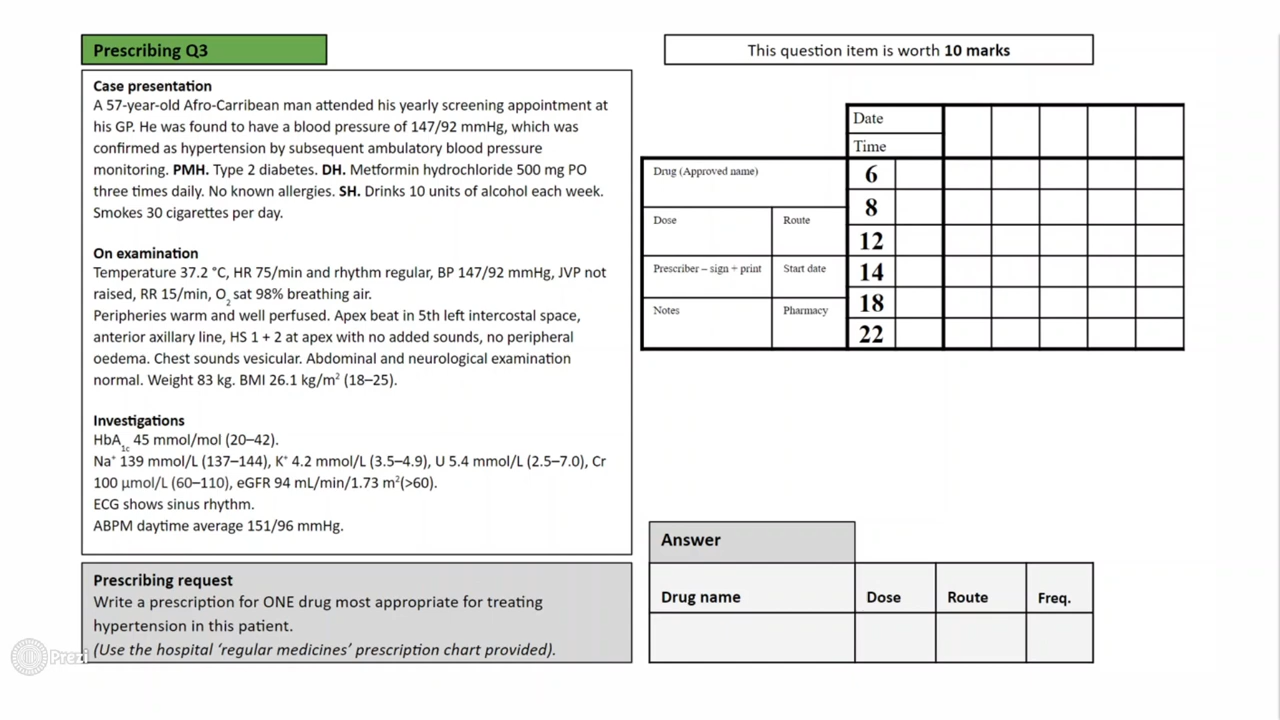 Prescribing Q3
This question item is worth 10 marks
Case presentation
A 57-year-old Afro-Carribean man attended his yearly screening appointment at
his GP. He was found to have a blood pressure of 147/92 mmHg, which was
confirmed as hypertension by subsequent ambulatory blood pressure
monitoring. PMH. Type 2 diabetes. DH. Metformin hydrochloride 500 mg PO
three times daily. No known allergies. SH. Drinks 10 units of alcohol each week.
Smokes 30 cigarettes per day.
On examination
Temperature 37.2 °C, HR 75/min and rhythm regular, BP 147/92 mmHg, JVP not
raised, RR 15/min, O2 sat 98% breathing air.
Peripheries warm and well perfused. Apex beat in 5th left intercostal space,
anterior axillary line, HS 1 + 2 at apex with no added sounds, no peripheral
oedema. Chest sounds vesicular. Abdominal and neurological examination
normal. Weight 83 kg. BMI 26.1 kg/m² (18–25).
Investigations
HbA1c 45 mmo/mol (20–42).
Na⁺ 139 mmol/L (137–144), K⁺ 4.2 mmol/L (3.5–4.9), U 5.4 mmol/L (2.5–7.0), Cr
100 µmol/L (60–110), eGFR 94 mL/min/1.73 m²(>60).
ECG shows sinus rhythm.
ABPM daytime average 151/96 mmHg.
Prescribing request
Write a prescription for ONE drug most appropriate for treating
hypertension in this patient.
(Use the hospital ‘regular medicines’ prescription chart provided).
Date
Time
Drug (Approved name)
6
8
Dose
Route
12
Prescriber – sign + print
Start date
14
Notes
Pharmacy
18
22
Answer
Drug name
Dose
Route
Freq.
Prezi